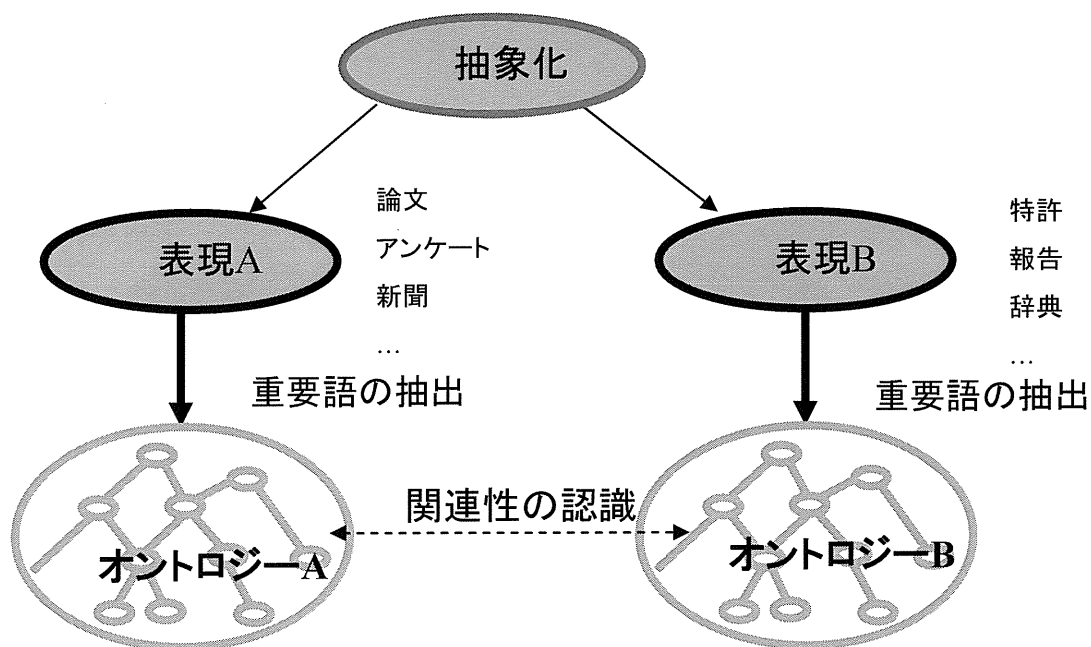 抽象化
表現A
論文
アンケート
新聞
…
重要語の抽出
表現B
特許
報告
辞典
…
重要語の抽出
関連性の認識
オントロジーA
オントロジーB